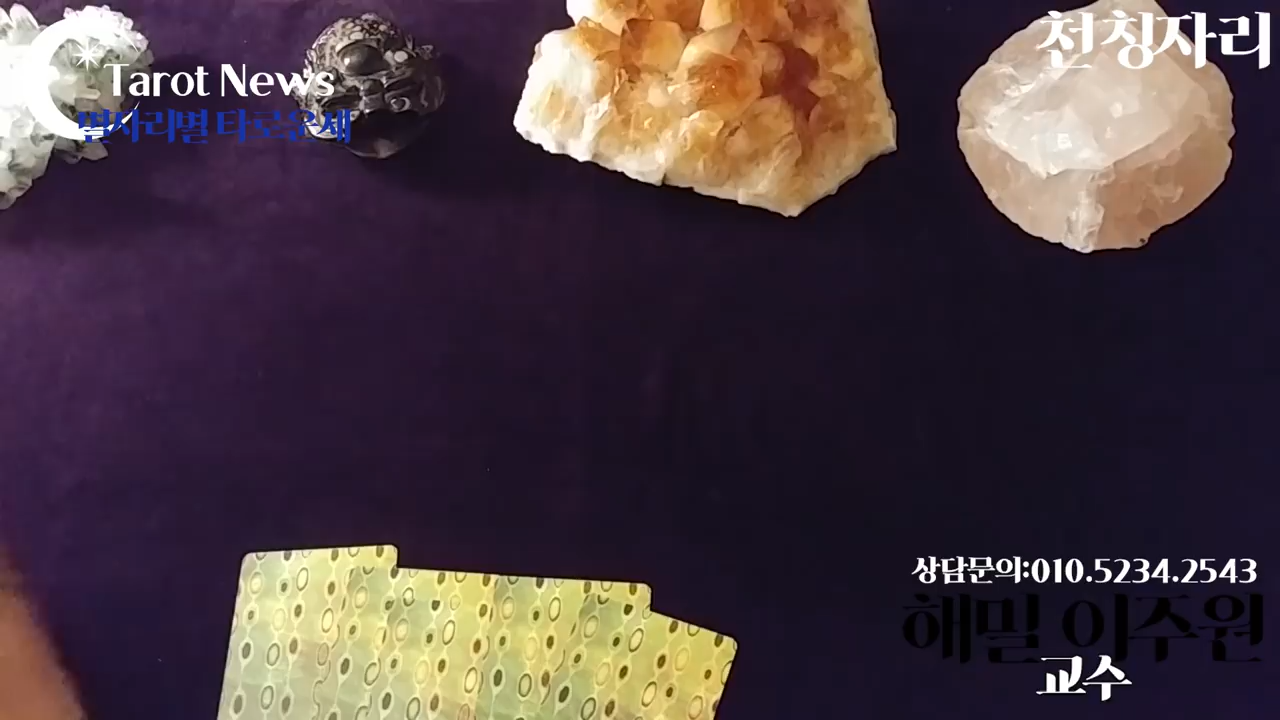 천칭자리
Tarot News
별자리별 타로운세
상담문의:010.5234.2543
해밀 이주원
교수